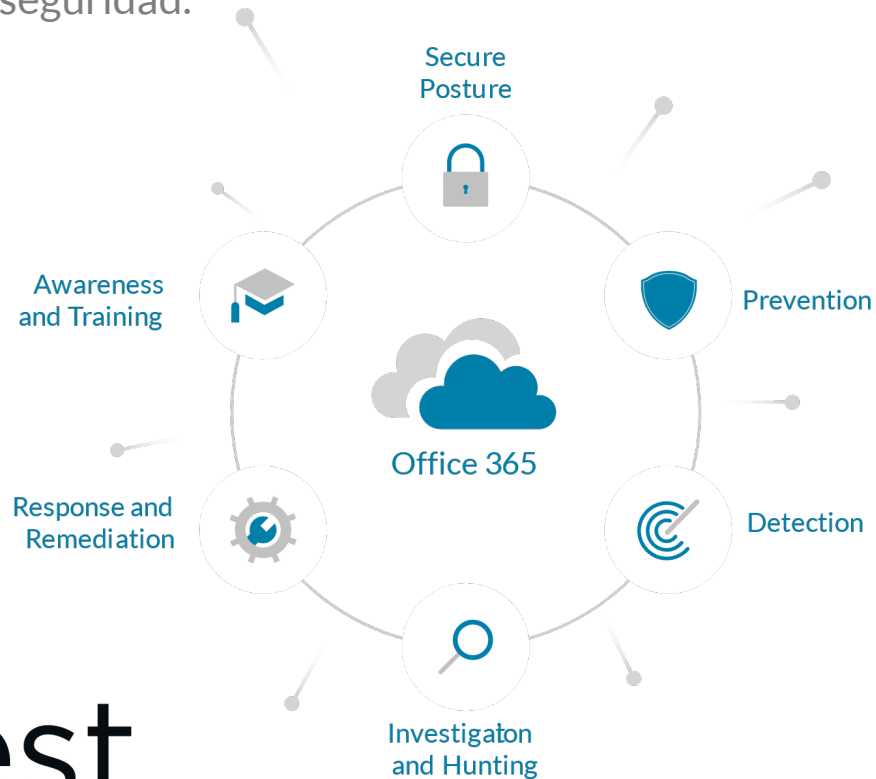 seguridad.
Secure
Posture
Awareness
and Training
Prevention
Office 365
Response and
Remediation
Detection
Investigaton
and Hunting
est